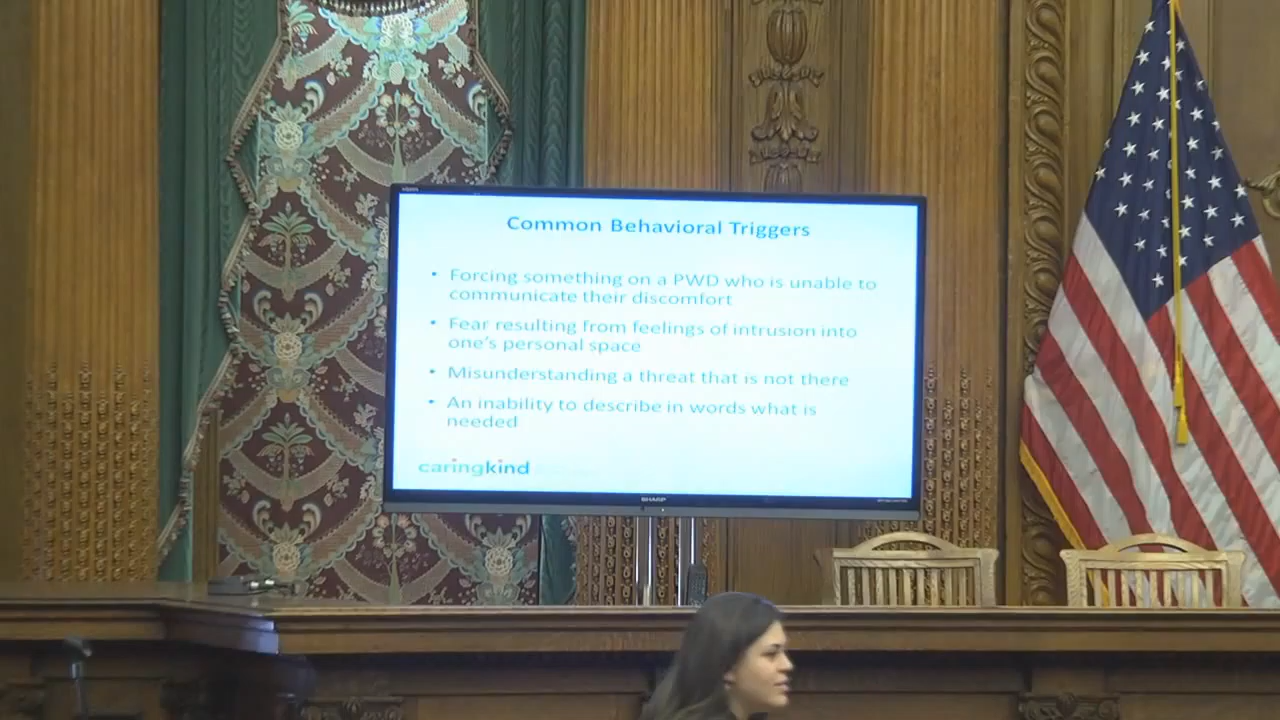 Common Behavioral Triggers
• Forcing something on a PWD who is unable to
communicate their discomfort
• Fear resulting from feelings of intrusion into
one's personal space
• Misunderstanding a threat that is not there
• An inability to describe in words what is
needed
caringkind
SHARP